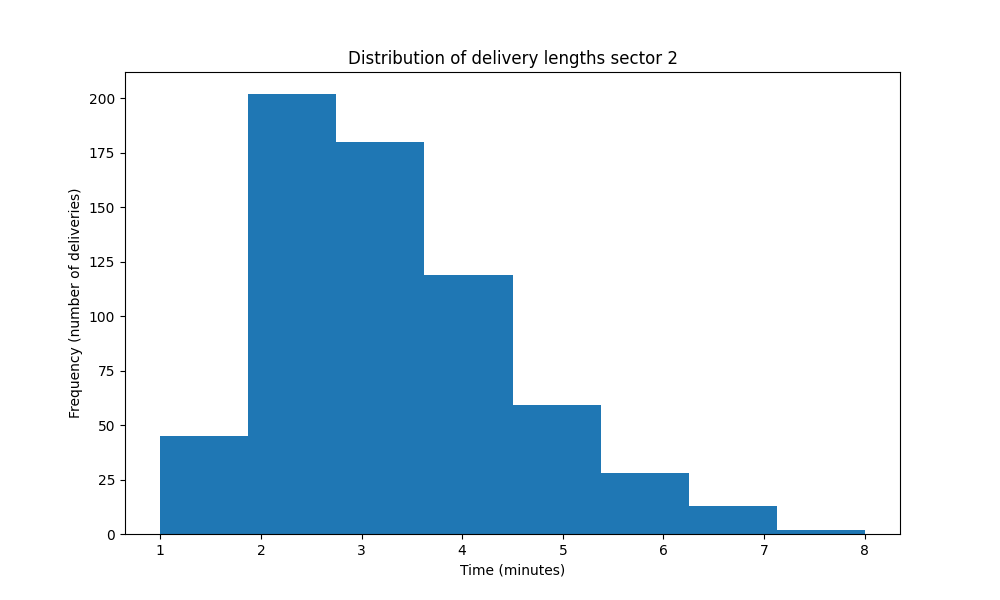 Distribution of delivery lengths sector 2
200
175
150
125
100
75
50
25
0
Frequency (number of deliveries)
1 2 3 4 5 6 7 8
Time (minutes)